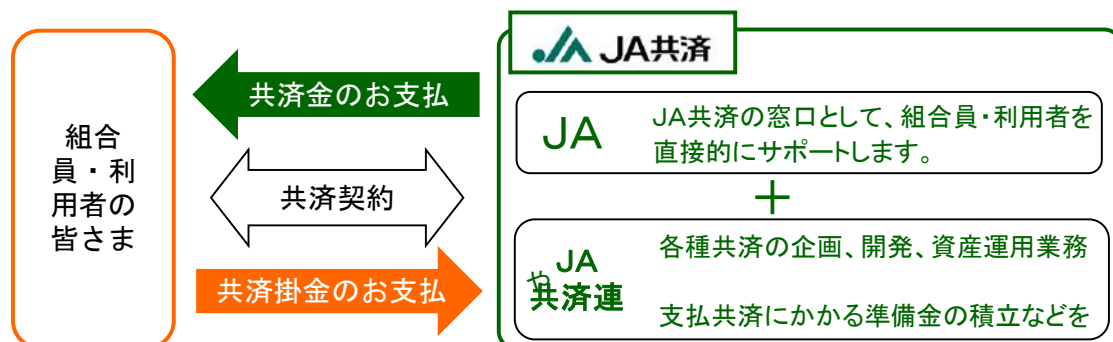 JA共済
共済金のお支払
組合
員・利
用者の
皆さま
共済契約
共済掛金のお支払
JA
JA共済の窓口として、組合員・利用者を
直接的にサポートします。
＋
JA
共済連
各種共済の企画、開発、資産運用業務
や
支払共済にかかる準備金の積立などを